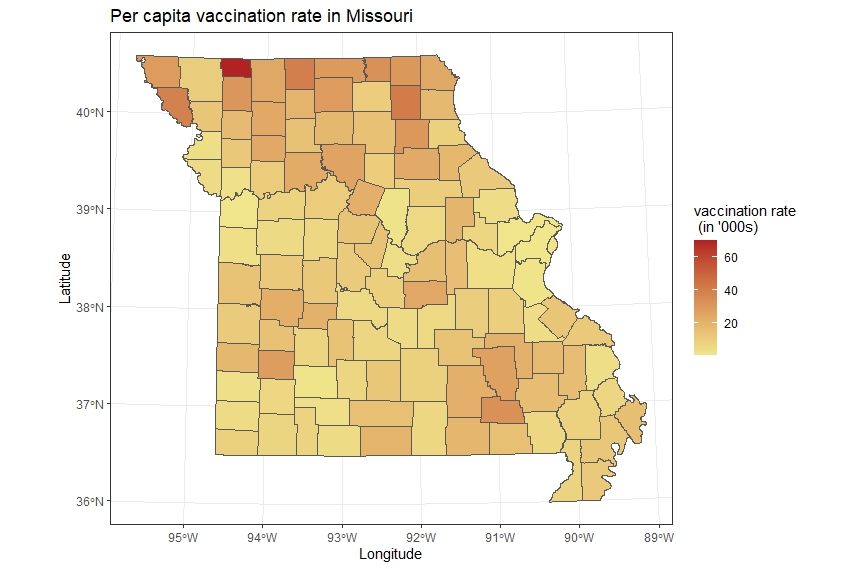 Per capita vaccination rate in Missouri
40°N
39°N
38°N
37°N
36°N
Latitude
95°W
94°W
93°W
92°W
91°W
90°W
89°W
Longitude
vaccination rate
(in '000s)
60
40
20